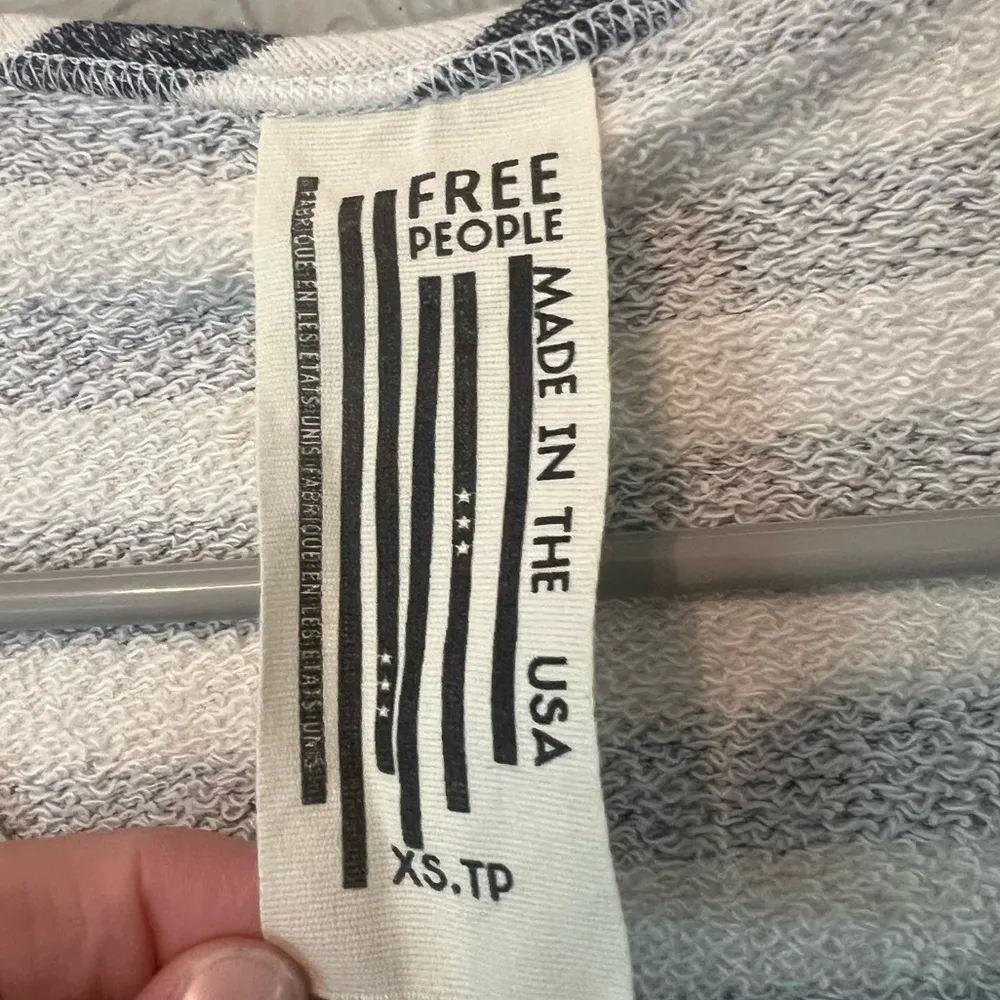 FREE
PEOPLE
MADE IN THE USA
FABRIQUE EN LES ETATS UNIS FABRIQUE EN LES ETATS UNIS
XS.TP